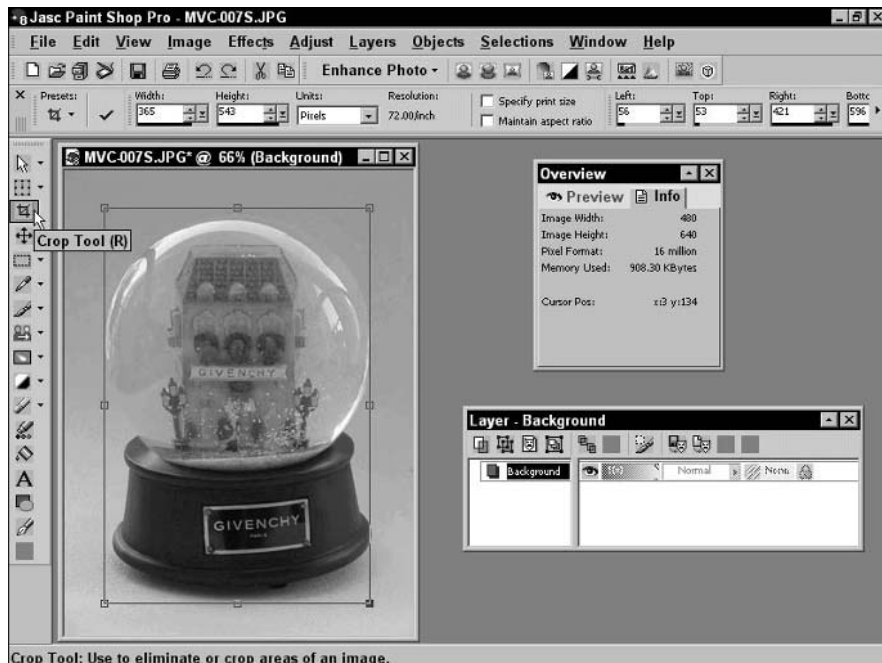 Jasc Paint Shop Pro - MVC-007S.JPG
File Edit View Image Effects Adjust Layers Objects Selections Window Help
Enhance Photo
Presets: Width: Height: Units: Resolution: Specify print size Left: Top: Right: Botto
365 543 Pixels 72.00/inch Maintain aspect ratio 56 53 421 596
MVC-007S.JPG* @ 66% (Background)
Crop Tool (R)
GIVENCHY
GIVENCHY
PARIS
Overview
Preview Info
Image Width: 480
Image Height: 640
Pixel Format: 16 million
Memory Used: 908.30 KBytes
Cursor Pos: x:3 y:134
Layer - Background
Background Normal None
A
Crop Tool: Use to eliminate or crop areas of an image.